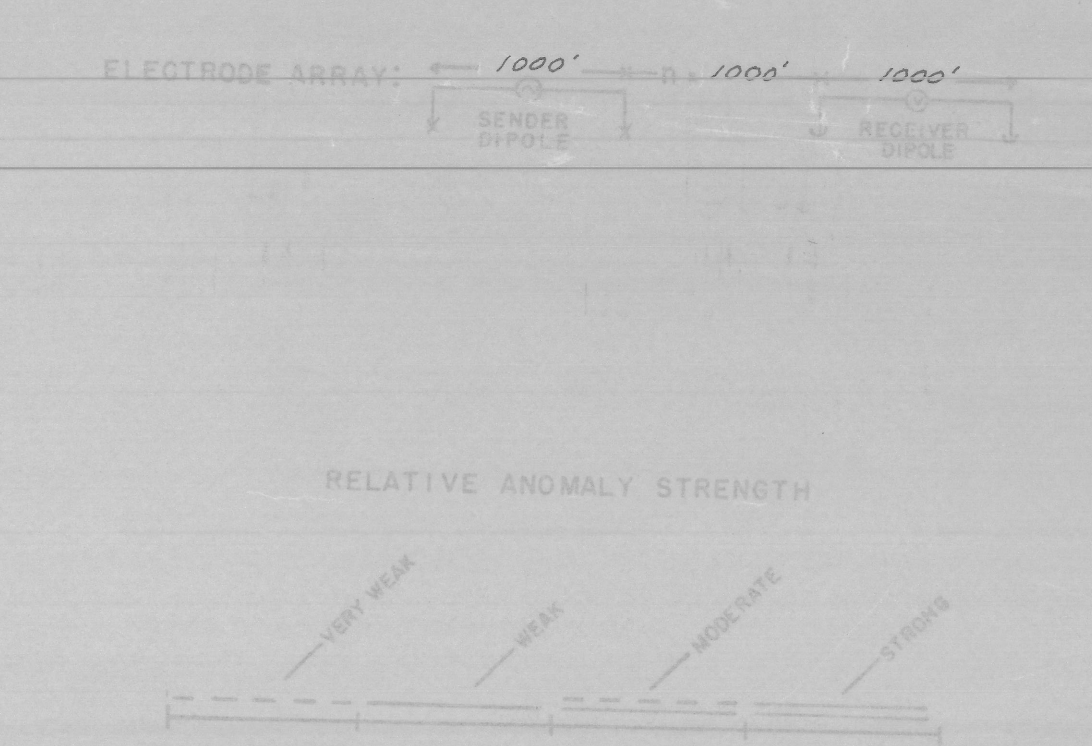 ELECTRODE ARRAY: 1000' n 1000' 1000'
SENDER
DIPOLE
V
RECEIVER
DIPOLE
RELATIVE ANOMALY STRENGTH
VERY WEAK
WEAK
MODERATE
STRONG